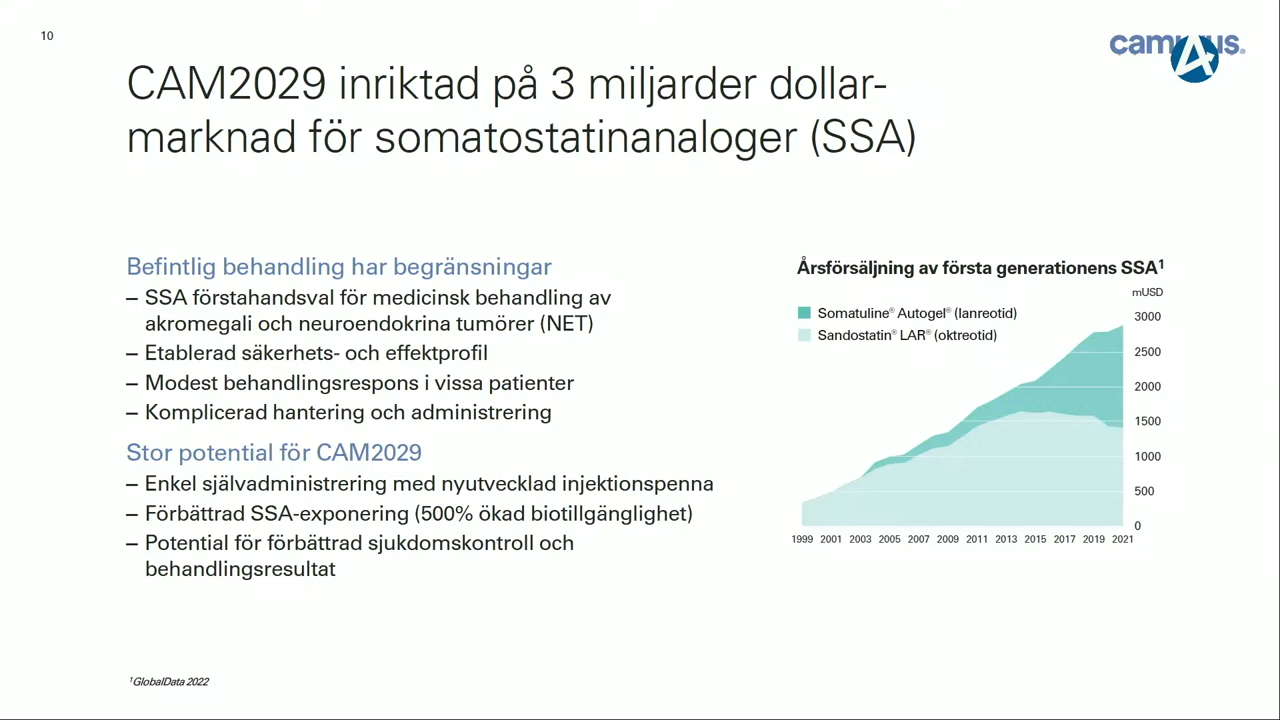 10
CAM2029 inriktad på 3 miljarder dollar-
marknad för somatostatinanaloger (SSA)
Befintlig behandling har begränsningar
– SSA förstahandsval för medicinsk behandling av
akromegali och neuroendokrina tumörer (NET)
– Etablerad säkerhets- och effektprofil
– Modest behandlingsrespons i vissa patienter
– Komplicerad hantering och administrering
Stor potential för CAM2029
– Enkel självadministrering med nyutvecklad injektionspenna
– Förbättrad SSA-exponering (500% ökad biotillgänglighet)
– Potential för förbättrad sjukdomskontroll och
behandlingsresultat
Årsförsäljning av första generationens SSA¹
mUSD
Somatuline® Autogel® (lanreotid)
Sandostatin® LAR® (oktreotid)
3000
2500
2000
1500
1000
500
0
1999 2001 2003 2005 2007 2009 2011 2013 2015 2017 2019 2021
¹GlobalData 2022